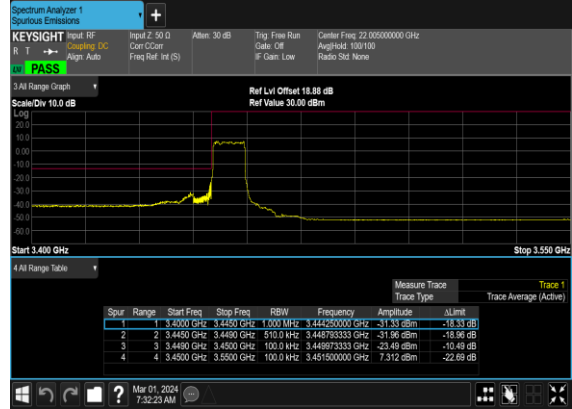 Spectrum Analyzer 1
Spurious Emissions
+
KEYSIGHT Input: RF Input Z: 50 Ω Atten: 30 dB Trig: Free Run Center Freq: 22.005000000 GHz
R T Coupling: DC Corr CCorr Gate: Off Avg|Hold: 100/100
Align: Auto Freq Ref: Int (S) IF Gain: Low Radio Std: None
PASS
3 All Range Graph
Ref Lvl Offset 18.88 dB
Scale/Div 10.0 dB Ref Value 30.00 dBm
Log
20.0
10.0
0.00
-10.0
-20.0
-30.0
-40.0
-50.0
-60.0
Start 3.400 GHz Stop 3.550 GHz
4 All Range Table
Measure Trace Trace 1
Trace Type Trace Average (Active)
Spur Range Start Freq Stop Freq RBW Frequency Amplitude ΔLimit
1 1 3.4000 GHz 3.4450 GHz 1.000 MHz 3.444250000 GHz -31.33 dBm -18.33 dB
2 2 3.4450 GHz 3.4490 GHz 510.0 kHz 3.448793333 GHz -31.96 dBm -18.96 dB
3 3 3.4490 GHz 3.4500 GHz 100.0 kHz 3.449973333 GHz -23.49 dBm -10.49 dB
4 4 3.4500 GHz 3.5500 GHz 100.0 kHz 3.451500000 GHz 7.312 dBm -22.69 dB
? Mar 01, 2024
7:32:23 AM